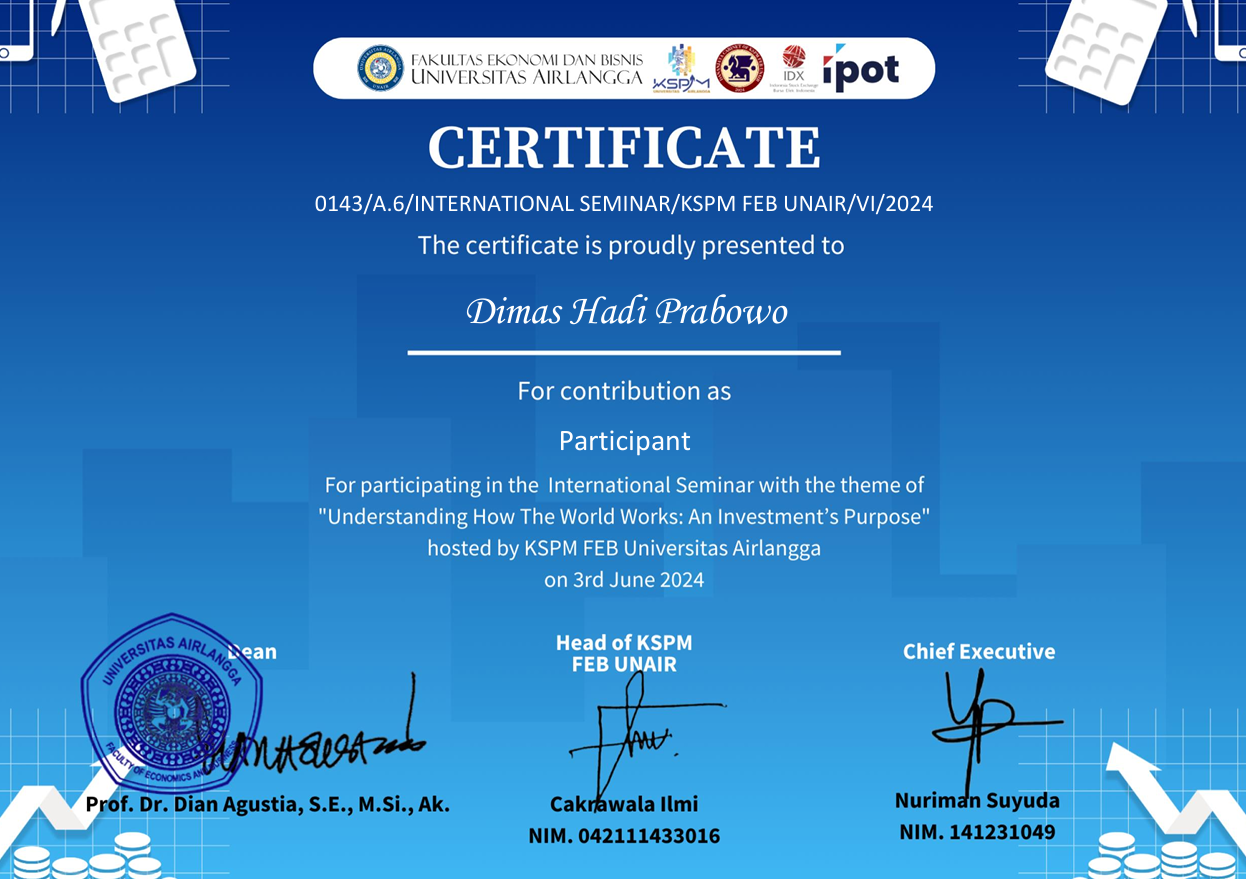 FAKULTAS EKONOMI DAN BISNIS
UNIVERSITAS AIRLANGGA
KSPM
IDX
ipot
CERTIFICATE
0143/A.6/INTERNATIONAL SEMINAR/KSPM FEB UNAIR/VI/2024
The certificate is proudly presented to
Dimas Hadi Prabowo
For contribution as
Participant
For participating in the International Seminar with the theme of
"Understanding How The World Works: An Investment’s Purpose"
hosted by KSPM FEB Universitas Airlangga
on 3rd June 2024
Dean
UNIVERSITAS AIRLANGGA
FACULTY OF ECONOMICS AND BUSINESS
Prof. Dr. Dian Agustia, S.E., M.Si., Ak.
Head of KSPM
FEB UNAIR
Cakrawala Ilmi
NIM. 042111433016
Chief Executive
Nuriman Suyuda
NIM. 141231049